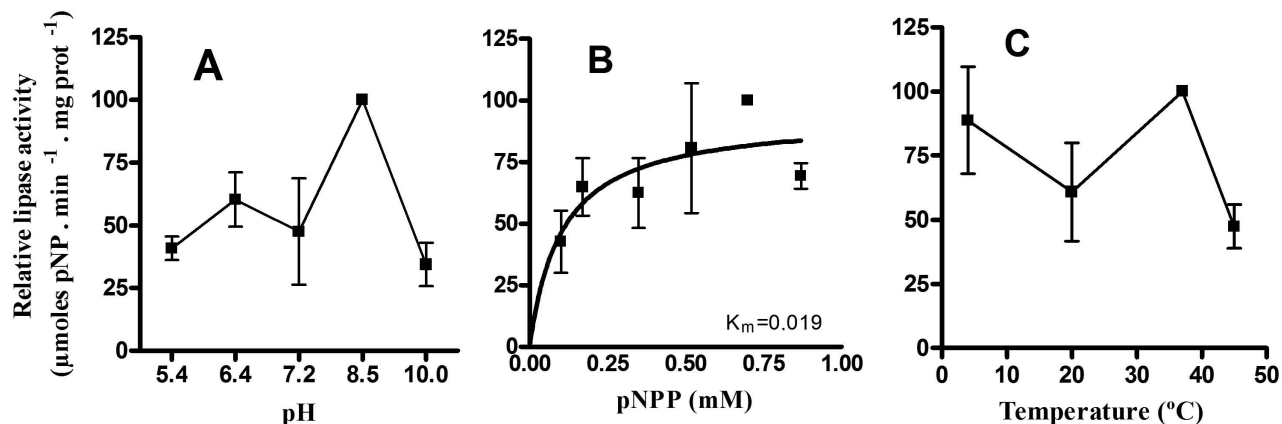 Relative lipase activity
(µmoles pNP . min ⁻¹ . mg prot ⁻¹)
A
125
100
75
50
25
0
5.4 6.4 7.2 8.5 10.0
pH
B
125
100
75
50
25
0
Kₘ=0.019
0.00 0.25 0.50 0.75 1.00
pNPP (mM)
C
125
100
75
50
25
0
0 10 20 30 40 50
Temperature (ºC)